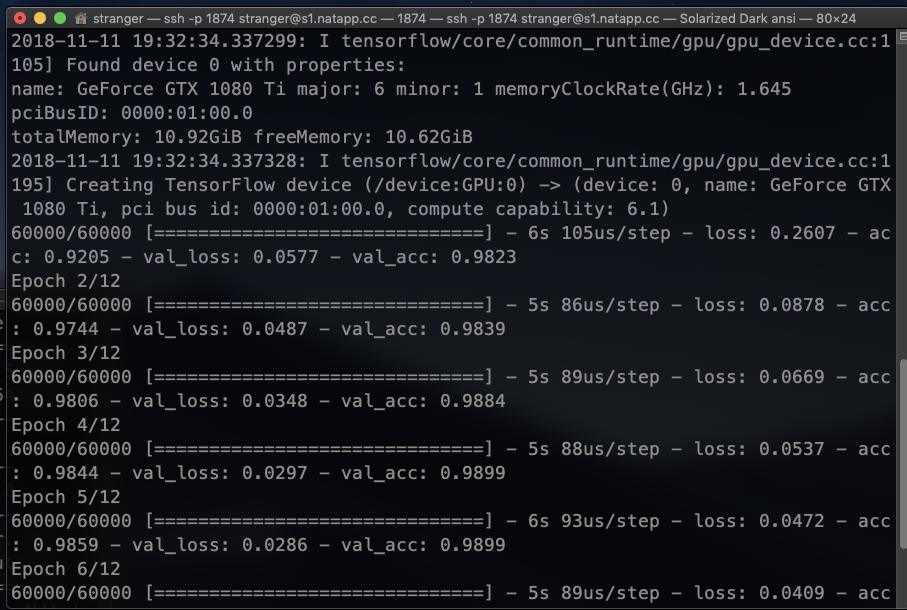 stranger — ssh -p 1874 stranger@s1.natapp.cc — 1874 — ssh -p 1874 stranger@s1.natapp.cc — Solarized Dark ansi — 80×24
2018-11-11 19:32:34.337299: I tensorflow/core/common_runtime/gpu/gpu_device.cc:1
105] Found device 0 with properties:
name: GeForce GTX 1080 Ti major: 6 minor: 1 memoryClockRate(GHz): 1.645
pciBusID: 0000:01:00.0
totalMemory: 10.92GiB freeMemory: 10.62GiB
2018-11-11 19:32:34.337328: I tensorflow/core/common_runtime/gpu/gpu_device.cc:1
195] Creating TensorFlow device (/device:GPU:0) -> (device: 0, name: GeForce GTX
 1080 Ti, pci bus id: 0000:01:00.0, compute capability: 6.1)
60000/60000 [==============================] - 6s 105us/step - loss: 0.2607 - ac
c: 0.9205 - val_loss: 0.0577 - val_acc: 0.9823
Epoch 2/12
60000/60000 [==============================] - 5s 86us/step - loss: 0.0878 - acc
: 0.9744 - val_loss: 0.0487 - val_acc: 0.9839
Epoch 3/12
60000/60000 [==============================] - 5s 89us/step - loss: 0.0669 - acc
: 0.9806 - val_loss: 0.0348 - val_acc: 0.9884
Epoch 4/12
60000/60000 [==============================] - 5s 88us/step - loss: 0.0537 - acc
: 0.9844 - val_loss: 0.0297 - val_acc: 0.9899
Epoch 5/12
60000/60000 [==============================] - 6s 93us/step - loss: 0.0472 - acc
: 0.9859 - val_loss: 0.0286 - val_acc: 0.9899
Epoch 6/12
60000/60000 [==============================] - 5s 89us/step - loss: 0.0409 - acc